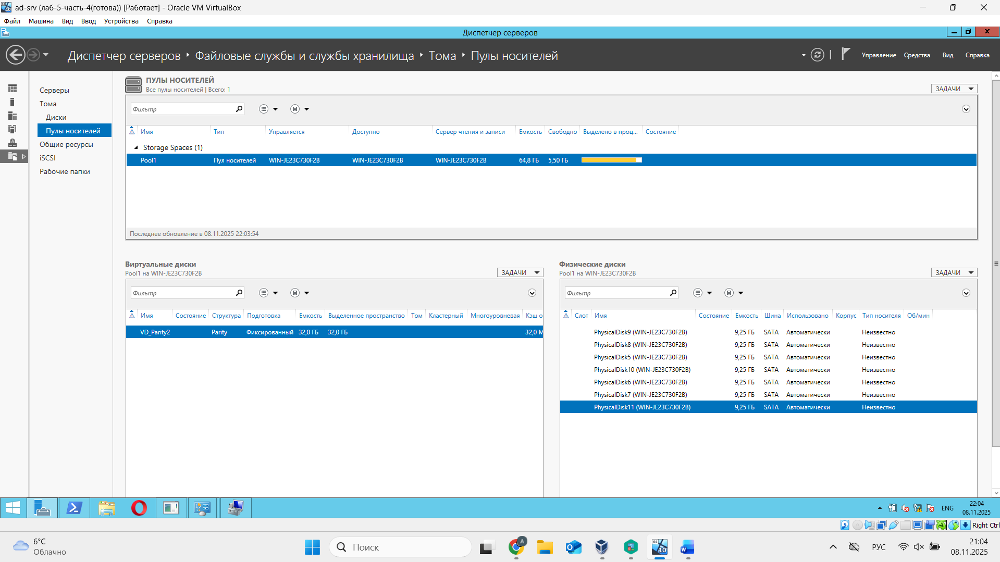 ad-srv (лаб-5-часть-4(готова)) [Работает] - Oracle VM VirtualBox
Файл Машина Вид Ввод Устройства Справка
Диспетчер серверов
Диспетчер серверов ‣ Файловые службы и службы хранилища ‣ Тома ‣ Пулы носителей
Управление Средства Вид Справка
Серверы
Тома
Диски
Пулы носителей
Общие ресурсы
iSCSI
Рабочие папки
ПУЛЫ НОСИТЕЛЕЙ
Все пулы носителей | Всего: 1
ЗАДАЧИ
Фильтр
Имя Тип Управляется Доступно Сервер чтения и записи Емкость Свободно Выделено в проц... Состояние
Storage Spaces (1)
Pool1 Пул носителей WIN-JE23C730F2B WIN-JE23C730F2B WIN-JE23C730F2B 64,8 ГБ 5,50 ГБ
Последнее обновление в 08.11.2025 22:03:54
Виртуальные диски
Pool1 на WIN-JE23C730F2B
ЗАДАЧИ
Фильтр
Имя Состояние Структура Подготовка Емкость Выделенное пространство Том Кластерный Многоуровневая Кэш о
VD_Parity2 Parity Фиксированный 32,0 ГБ 32,0 ГБ 32,0 М
Физические диски
Pool1 на WIN-JE23C730F2B
ЗАДАЧИ
Фильтр
Слот Имя Состояние Емкость Шина Использовано Корпус Тип носителя Об/мин
PhysicalDisk9 (WIN-JE23C730F2B) 9,25 ГБ SATA Автоматически Неизвестно
PhysicalDisk8 (WIN-JE23C730F2B) 9,25 ГБ SATA Автоматически Неизвестно
PhysicalDisk5 (WIN-JE23C730F2B) 9,25 ГБ SATA Автоматически Неизвестно
PhysicalDisk10 (WIN-JE23C730F2B) 9,25 ГБ SATA Автоматически Неизвестно
PhysicalDisk6 (WIN-JE23C730F2B) 9,25 ГБ SATA Автоматически Неизвестно
PhysicalDisk7 (WIN-JE23C730F2B) 9,25 ГБ SATA Автоматически Неизвестно
PhysicalDisk11 (WIN-JE23C730F2B) 9,25 ГБ SATA Автоматически Неизвестно
ENG
22:04
08.11.2025
Right Ctrl
6°C
Облачно
Поиск
A
64
10
РУС
21:04
08.11.2025